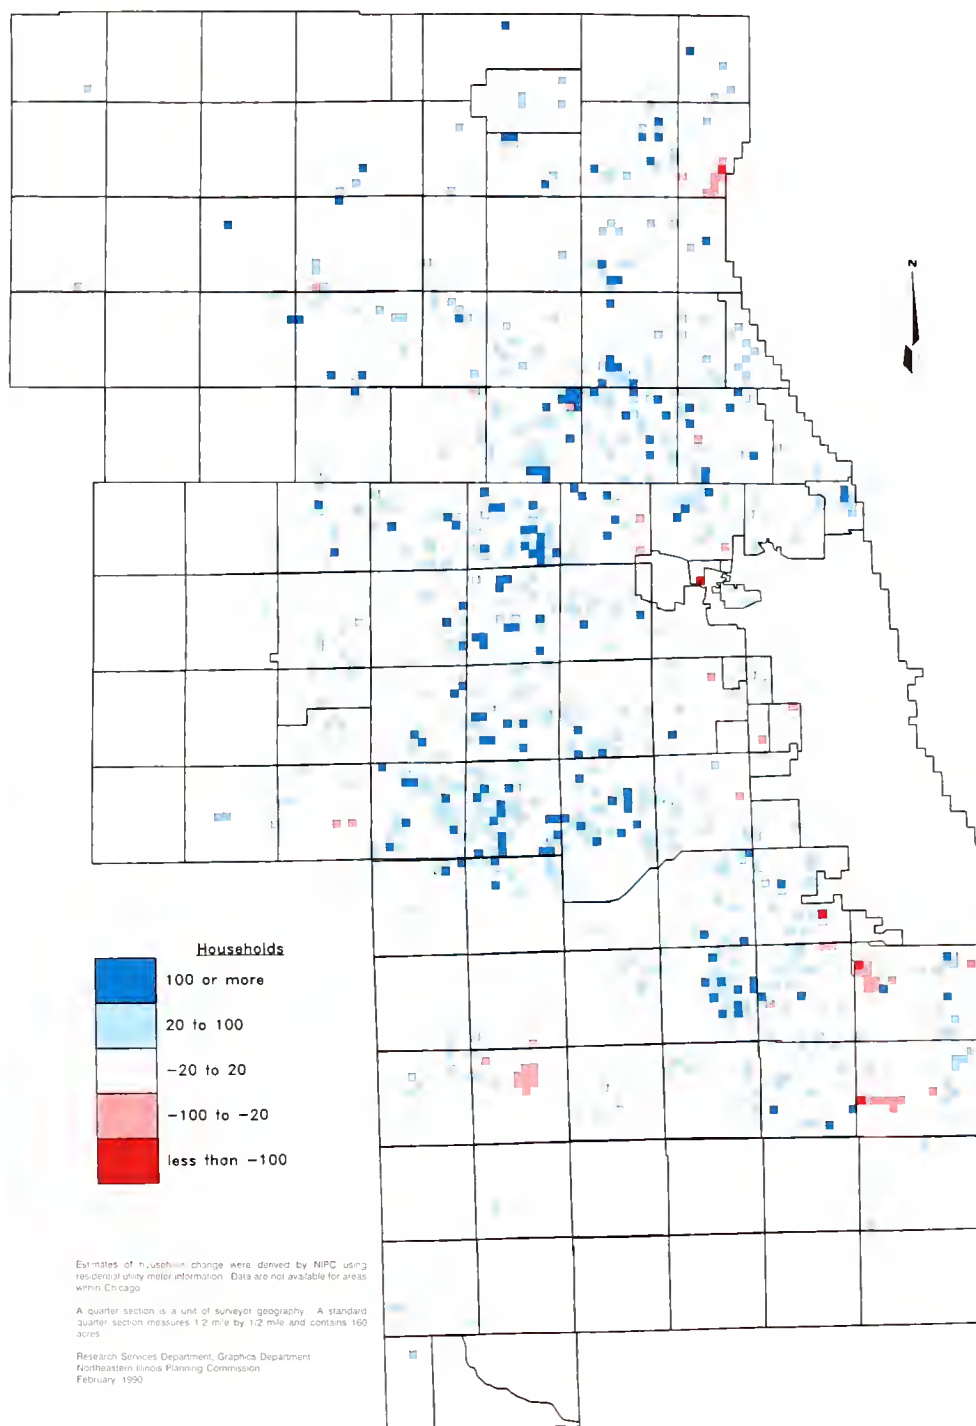 N
Households
100 or more
20 to 100
-20 to 20
-100 to -20
less than -100
Estimates of household change were derived by NIPC using
residential utility meter information. Data are not available for areas
within Chicago
A quarter section is a unit of surveyor geography. A standard
quarter section measures 1/2 mile by 1/2 mile and contains 160
acres
Research Services Department, Graphics Department
Northeastern Illinois Planning Commission
February 1990